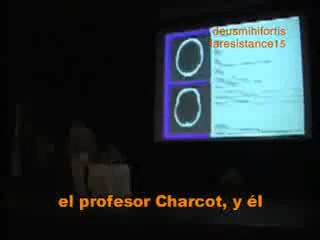 deusmihifortis
laresistance15
el profesor Charcot, y él